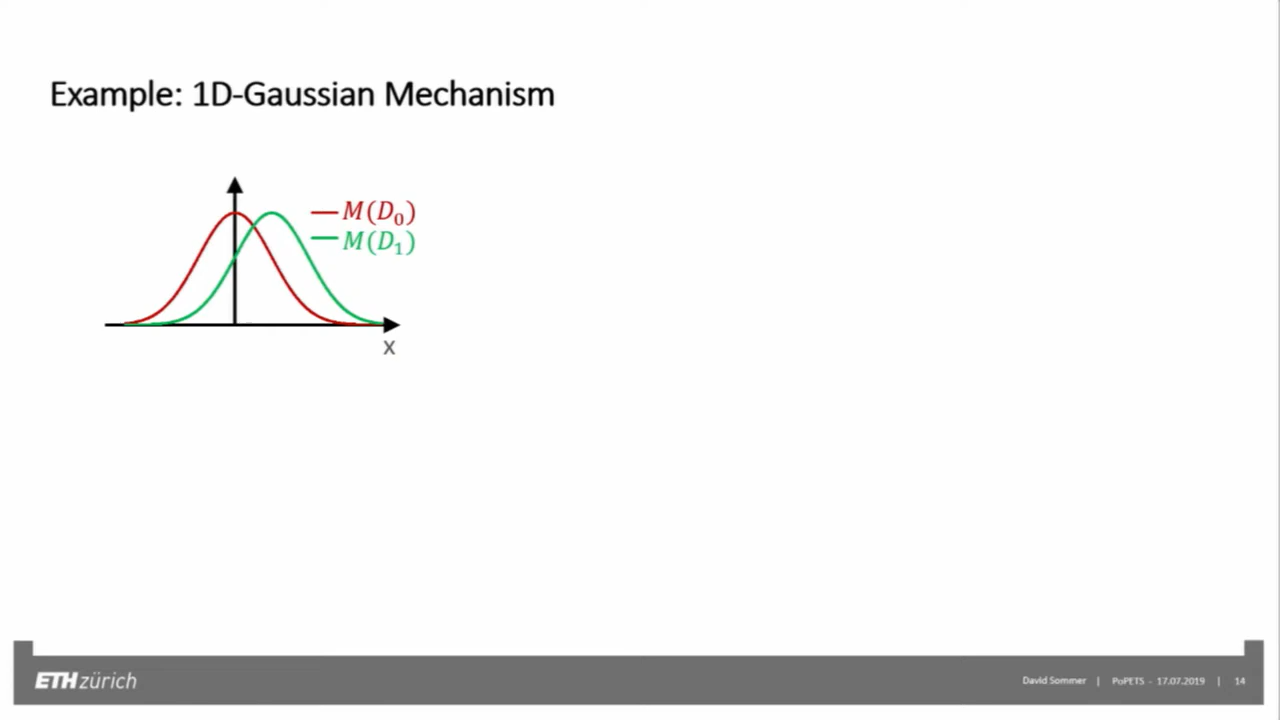 Example: 1D-Gaussian Mechanism
M(D₀)
M(D₁)
x
ETH zürich
David Sommer | PoPETS - 17.07.2019 | 14